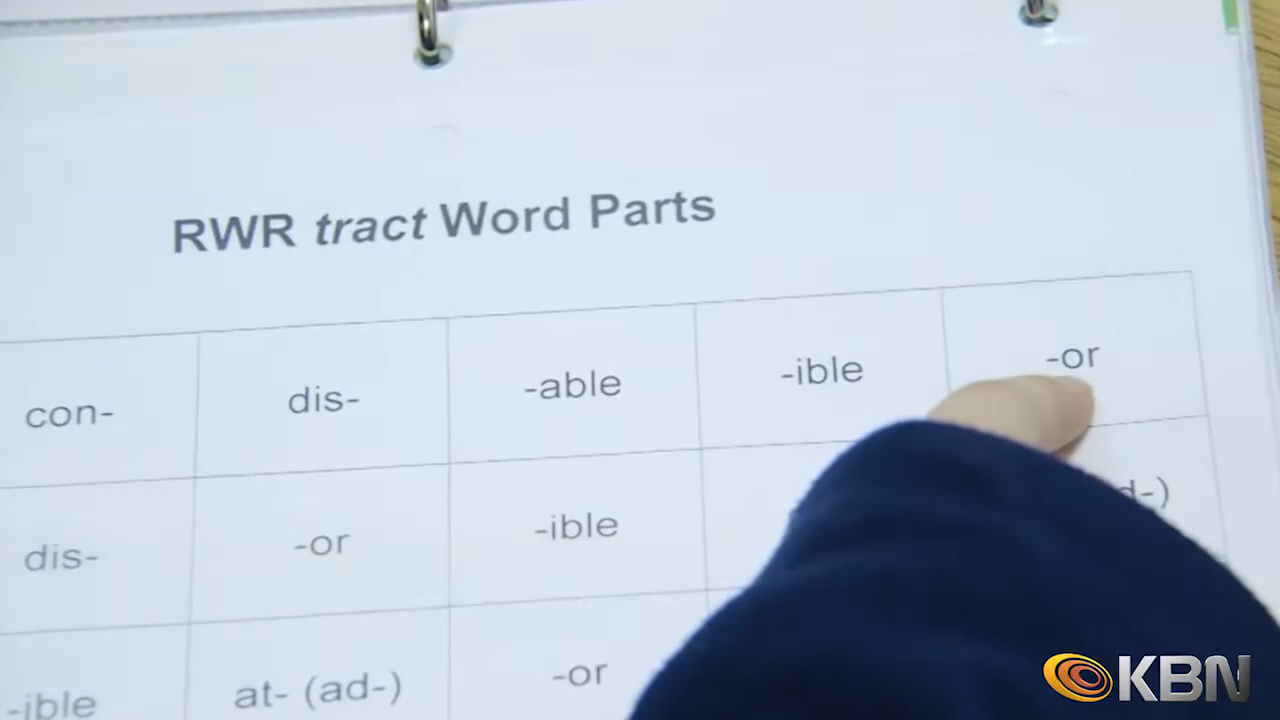 RWR tract Word Parts
con- dis- -able -ible -or
dis- -or -ible d-)
-ible at- (ad-) -or
KBN